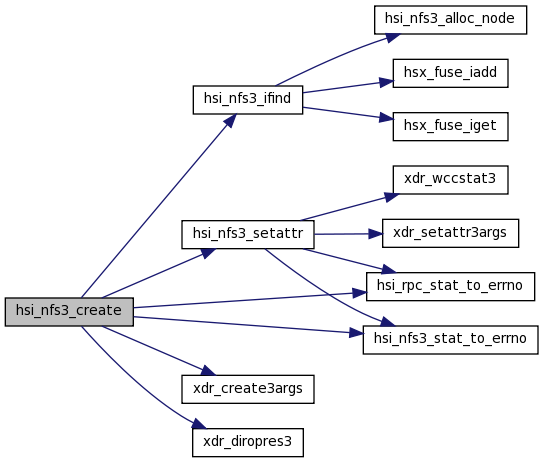 hsi_nfs3_alloc_node
hsx_fuse_iadd
hsi_nfs3_ifind
hsx_fuse_iget
xdr_wccstat3
hsi_nfs3_setattr
xdr_setattr3args
hsi_rpc_stat_to_errno
hsi_nfs3_create
hsi_nfs3_stat_to_errno
xdr_create3args
xdr_diropres3